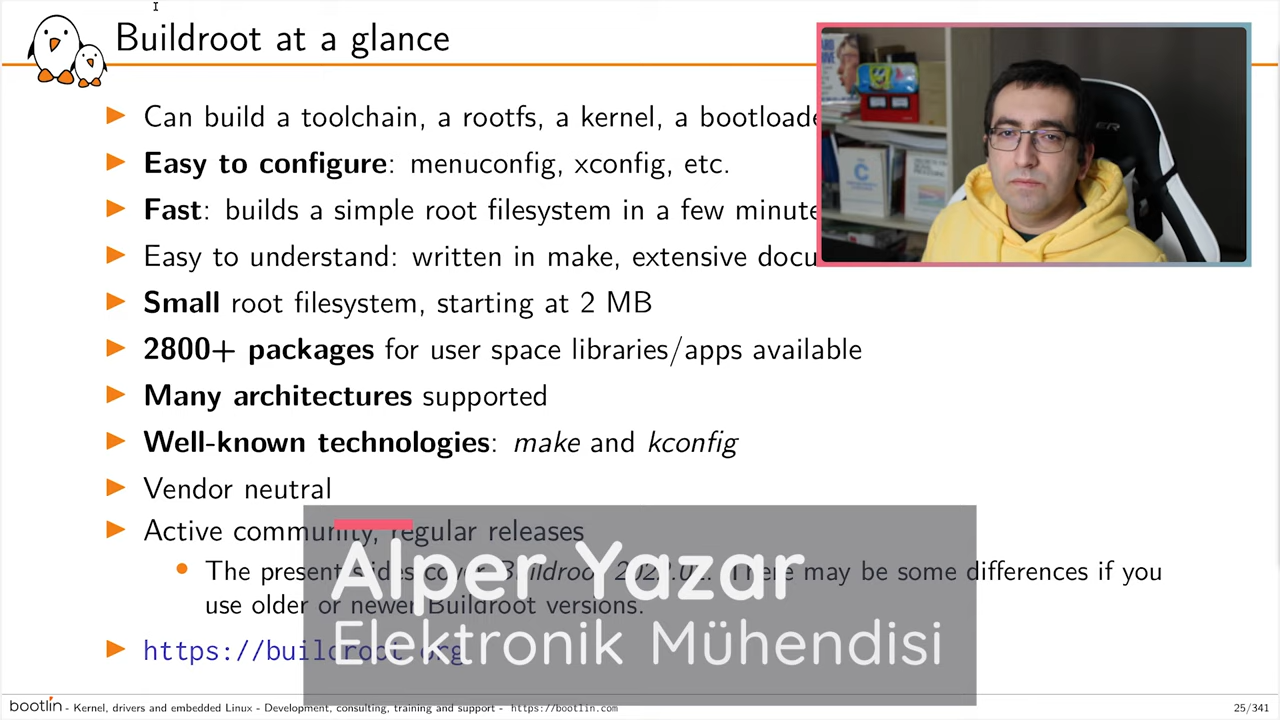 Buildroot at a glance
Can build a toolchain, a rootfs, a kernel, a bootloade
Easy to configure: menuconfig, xconfig, etc.
Fast: builds a simple root filesystem in a few minute
Easy to understand: written in make, extensive docu
Small root filesystem, starting at 2 MB
2800+ packages for user space libraries/apps available
Many architectures supported
Well-known technologies: make and kconfig
Vendor neutral
Active community, regular releases
The present slides cover Buildroot There may be some differences if you
use older or newer Buildroot versions.
https://buildroot.org
Alper Yazar
Elektronik Mühendisi
bootlin - Kernel, drivers and embedded Linux - Development, consulting, training and support - https://bootlin.com
25/341